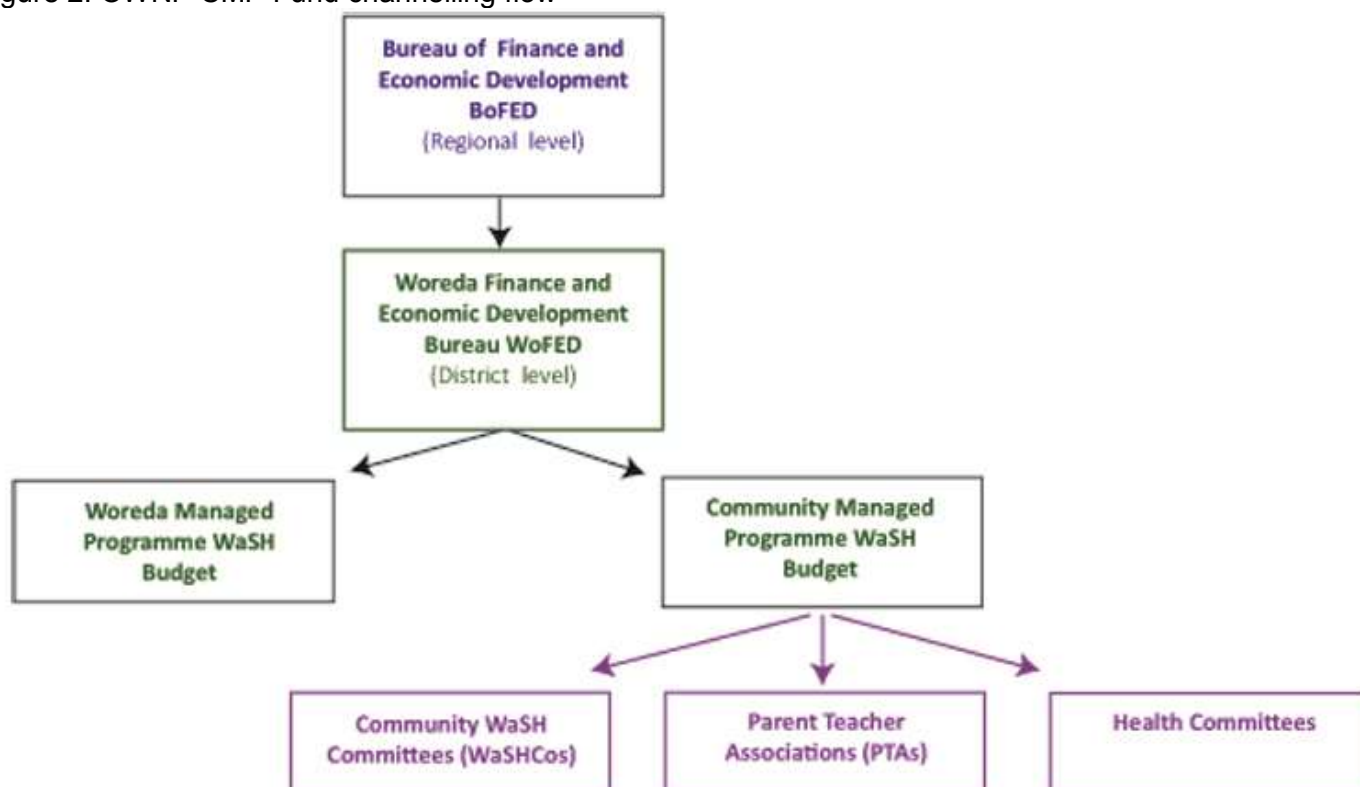 Bureau of Finance and
Economic Development
BoFED
(Regional level)
Woreda Finance and
Economic Development
Bureau WoFED
(District level)
Woreda Managed
Programme WaSH
Budget
Community Managed
Programme WaSH
Budget
Community WaSH
Committees (WaSHCos)
Parent Teacher
Associations (PTAs)
Health Committees